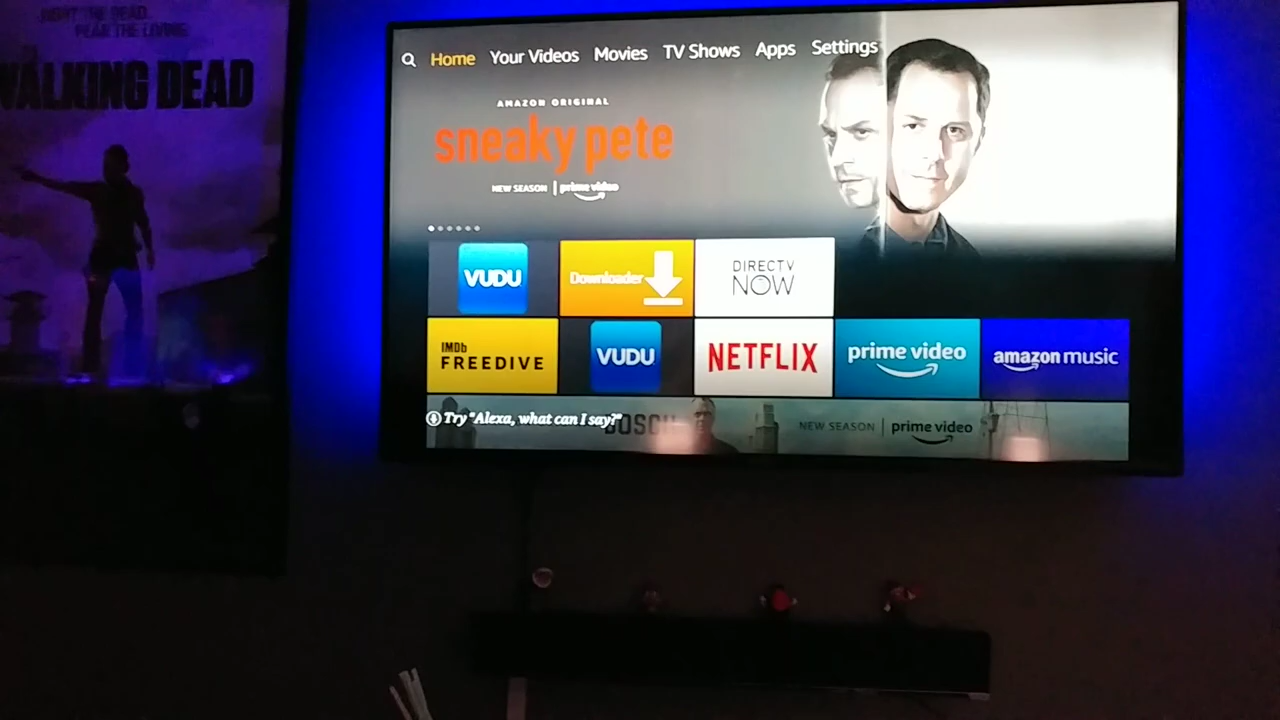 FIGHT THE DEAD.
FEAR THE LIVING
WALKING DEAD
Home Your Videos Movies TV Shows Apps Settings
AMAZON ORIGINAL
sneaky pete
NEW SEASON | prime video
VUDU
Downloader
DIRECTV
NOW
IMDb
FREEDIVE
VUDU
NETFLIX
prime video
amazon music
Try "Alexa, what can I say?"
BOSCH
NEW SEASON | prime video